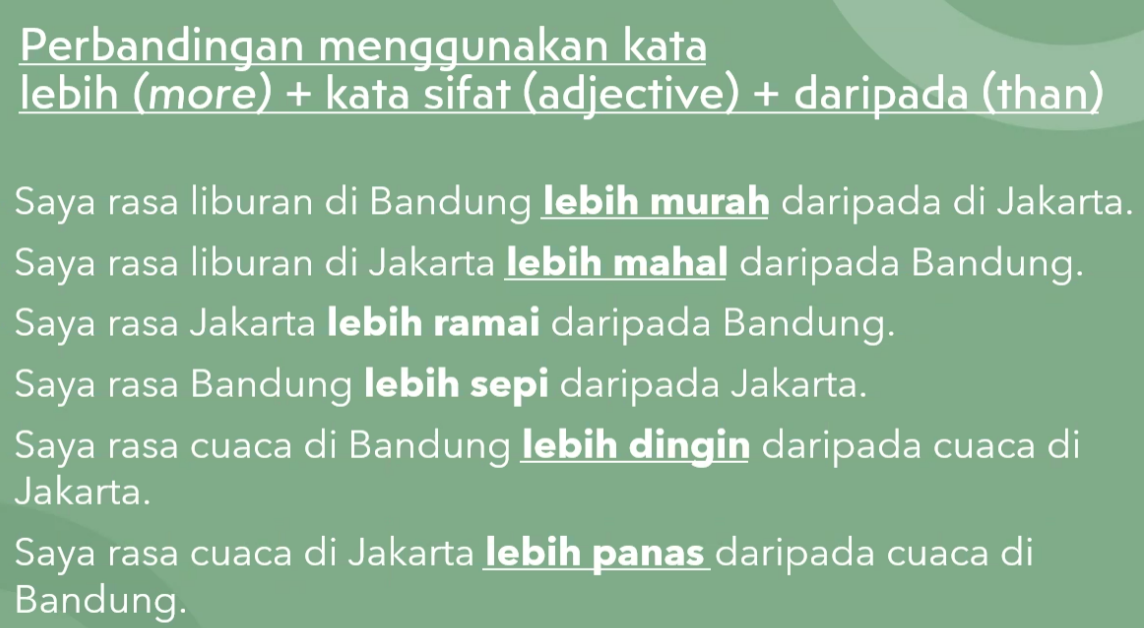 Perbandingan menggunakan kata
lebih (more) + kata sifat (adjective) + daripada (than)
Saya rasa liburan di Bandung lebih murah daripada di Jakarta.
Saya rasa liburan di Jakarta lebih mahal daripada Bandung.
Saya rasa Jakarta lebih ramai daripada Bandung.
Saya rasa Bandung lebih sepi daripada Jakarta.
Saya rasa cuaca di Bandung lebih dingin daripada cuaca di
Jakarta.
Saya rasa cuaca di Jakarta lebih panas daripada cuaca di
Bandung.